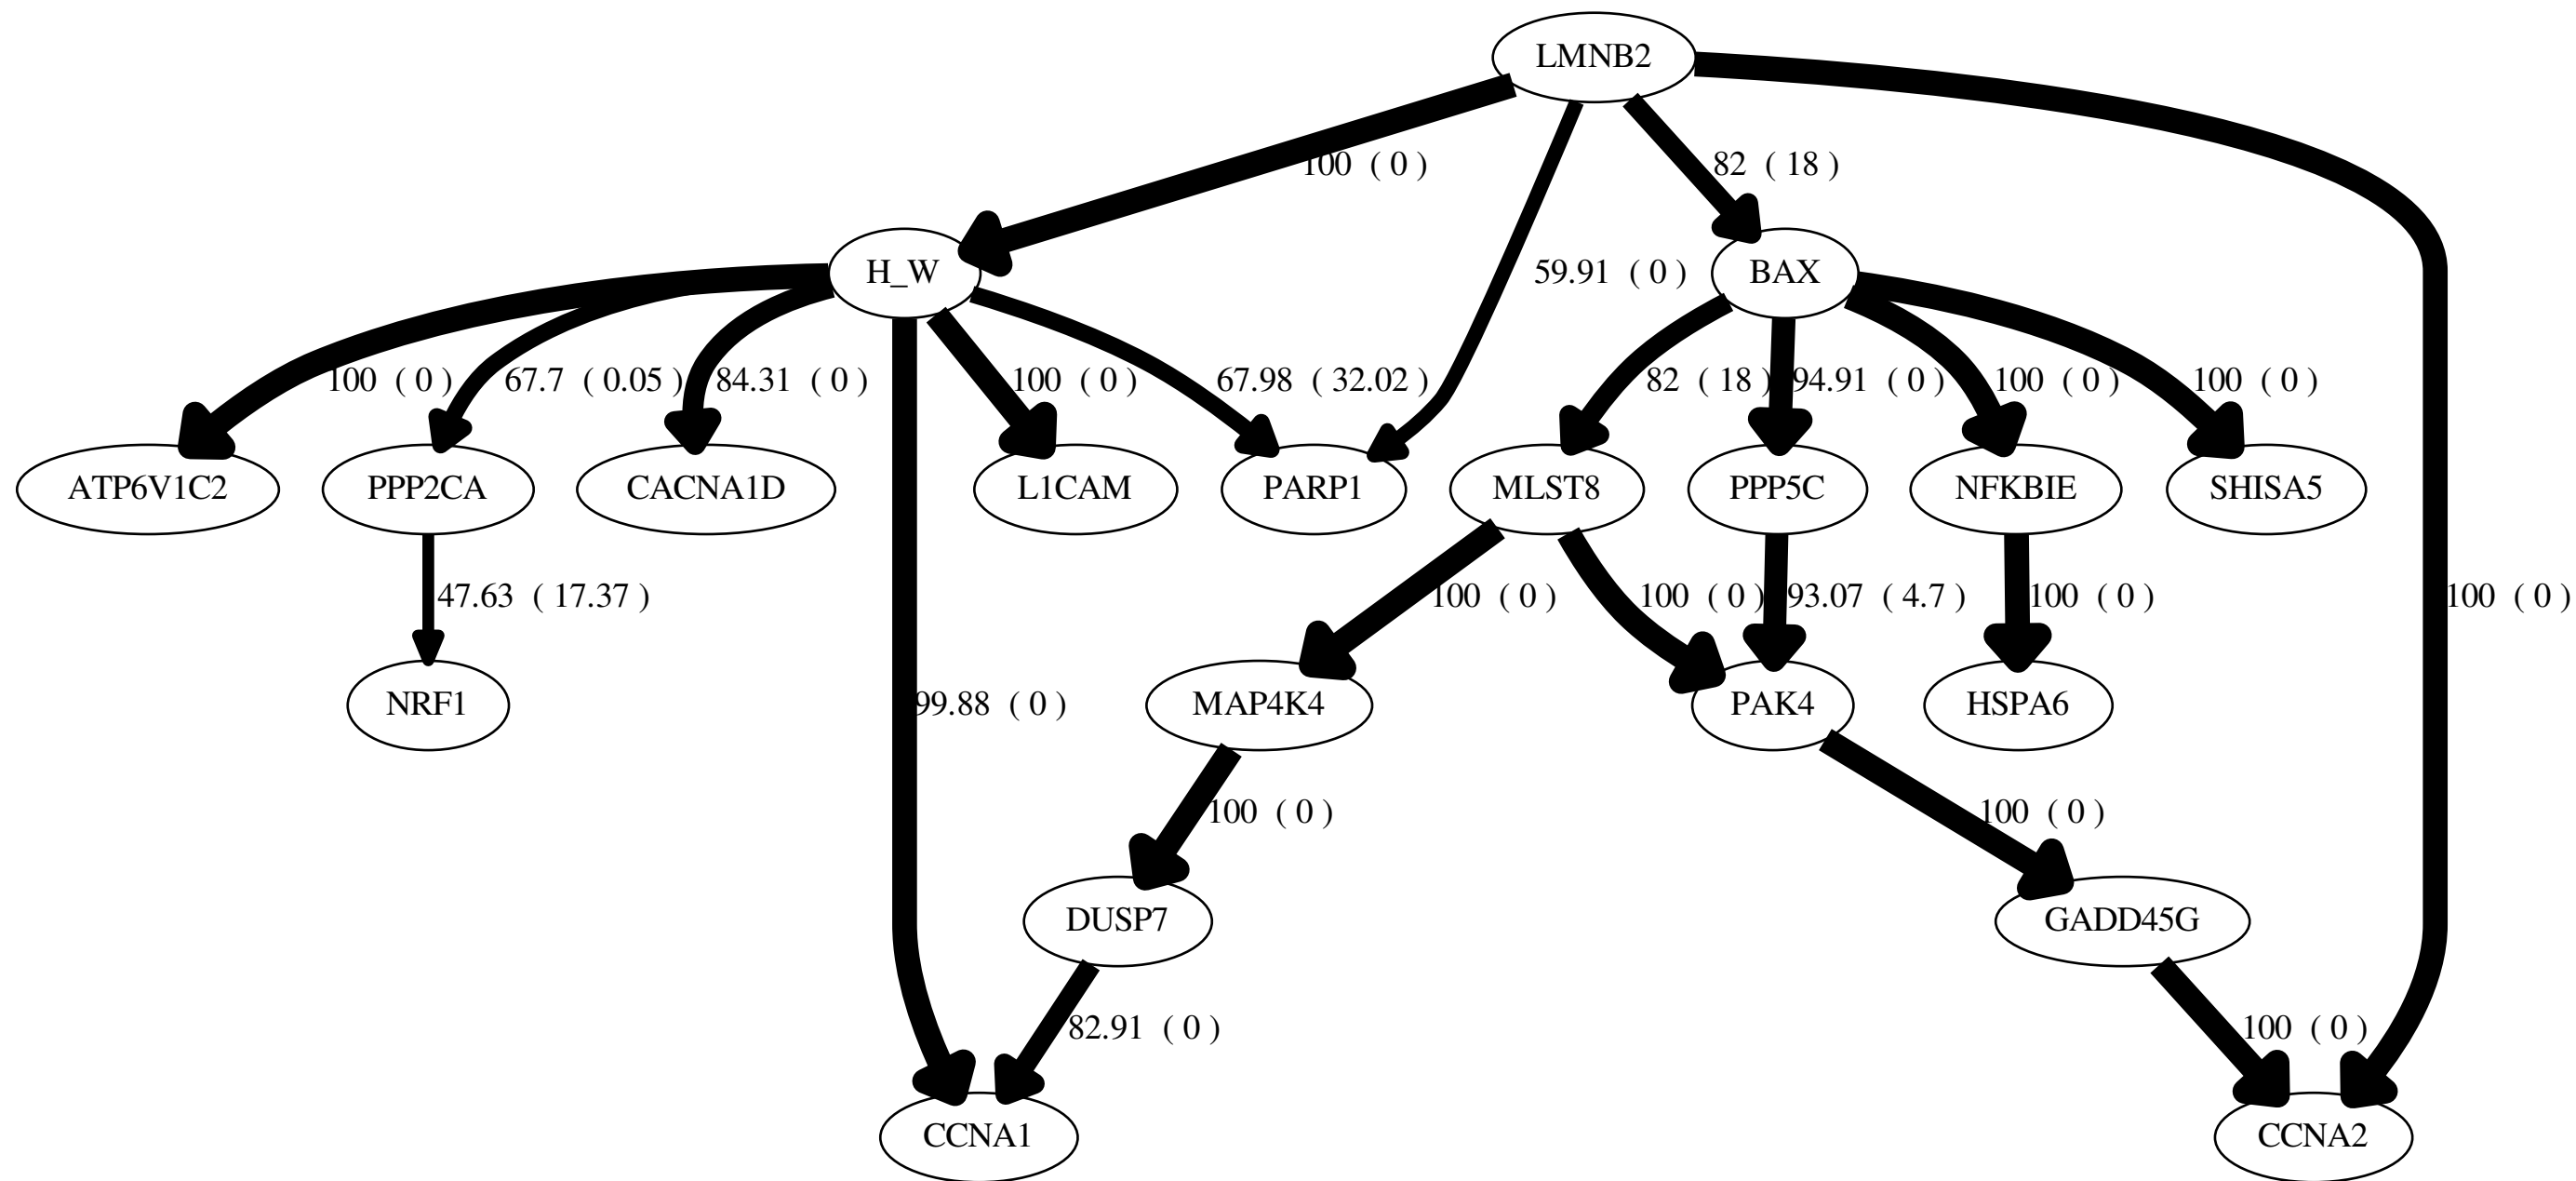 LMNB2
100 ( 0 )
82 ( 18 )
H_W
59.91 ( 0 )
BAX
100 ( 0 )
67.7 ( 0.05 )
84.31 ( 0 )
100 ( 0 )
67.98 ( 32.02 )
82 ( 18 )
94.91 ( 0 )
100 ( 0 )
100 ( 0 )
ATP6V1C2
PPP2CA
CACNA1D
L1CAM
PARP1
MLST8
PPP5C
NFKBIE
SHISA5
47.63 ( 17.37 )
100 ( 0 )
100 ( 0 )
93.07 ( 4.7 )
100 ( 0 )
100 ( 0 )
NRF1
99.88 ( 0 )
MAP4K4
PAK4
HSPA6
100 ( 0 )
100 ( 0 )
DUSP7
GADD45G
82.91 ( 0 )
100 ( 0 )
CCNA1
CCNA2